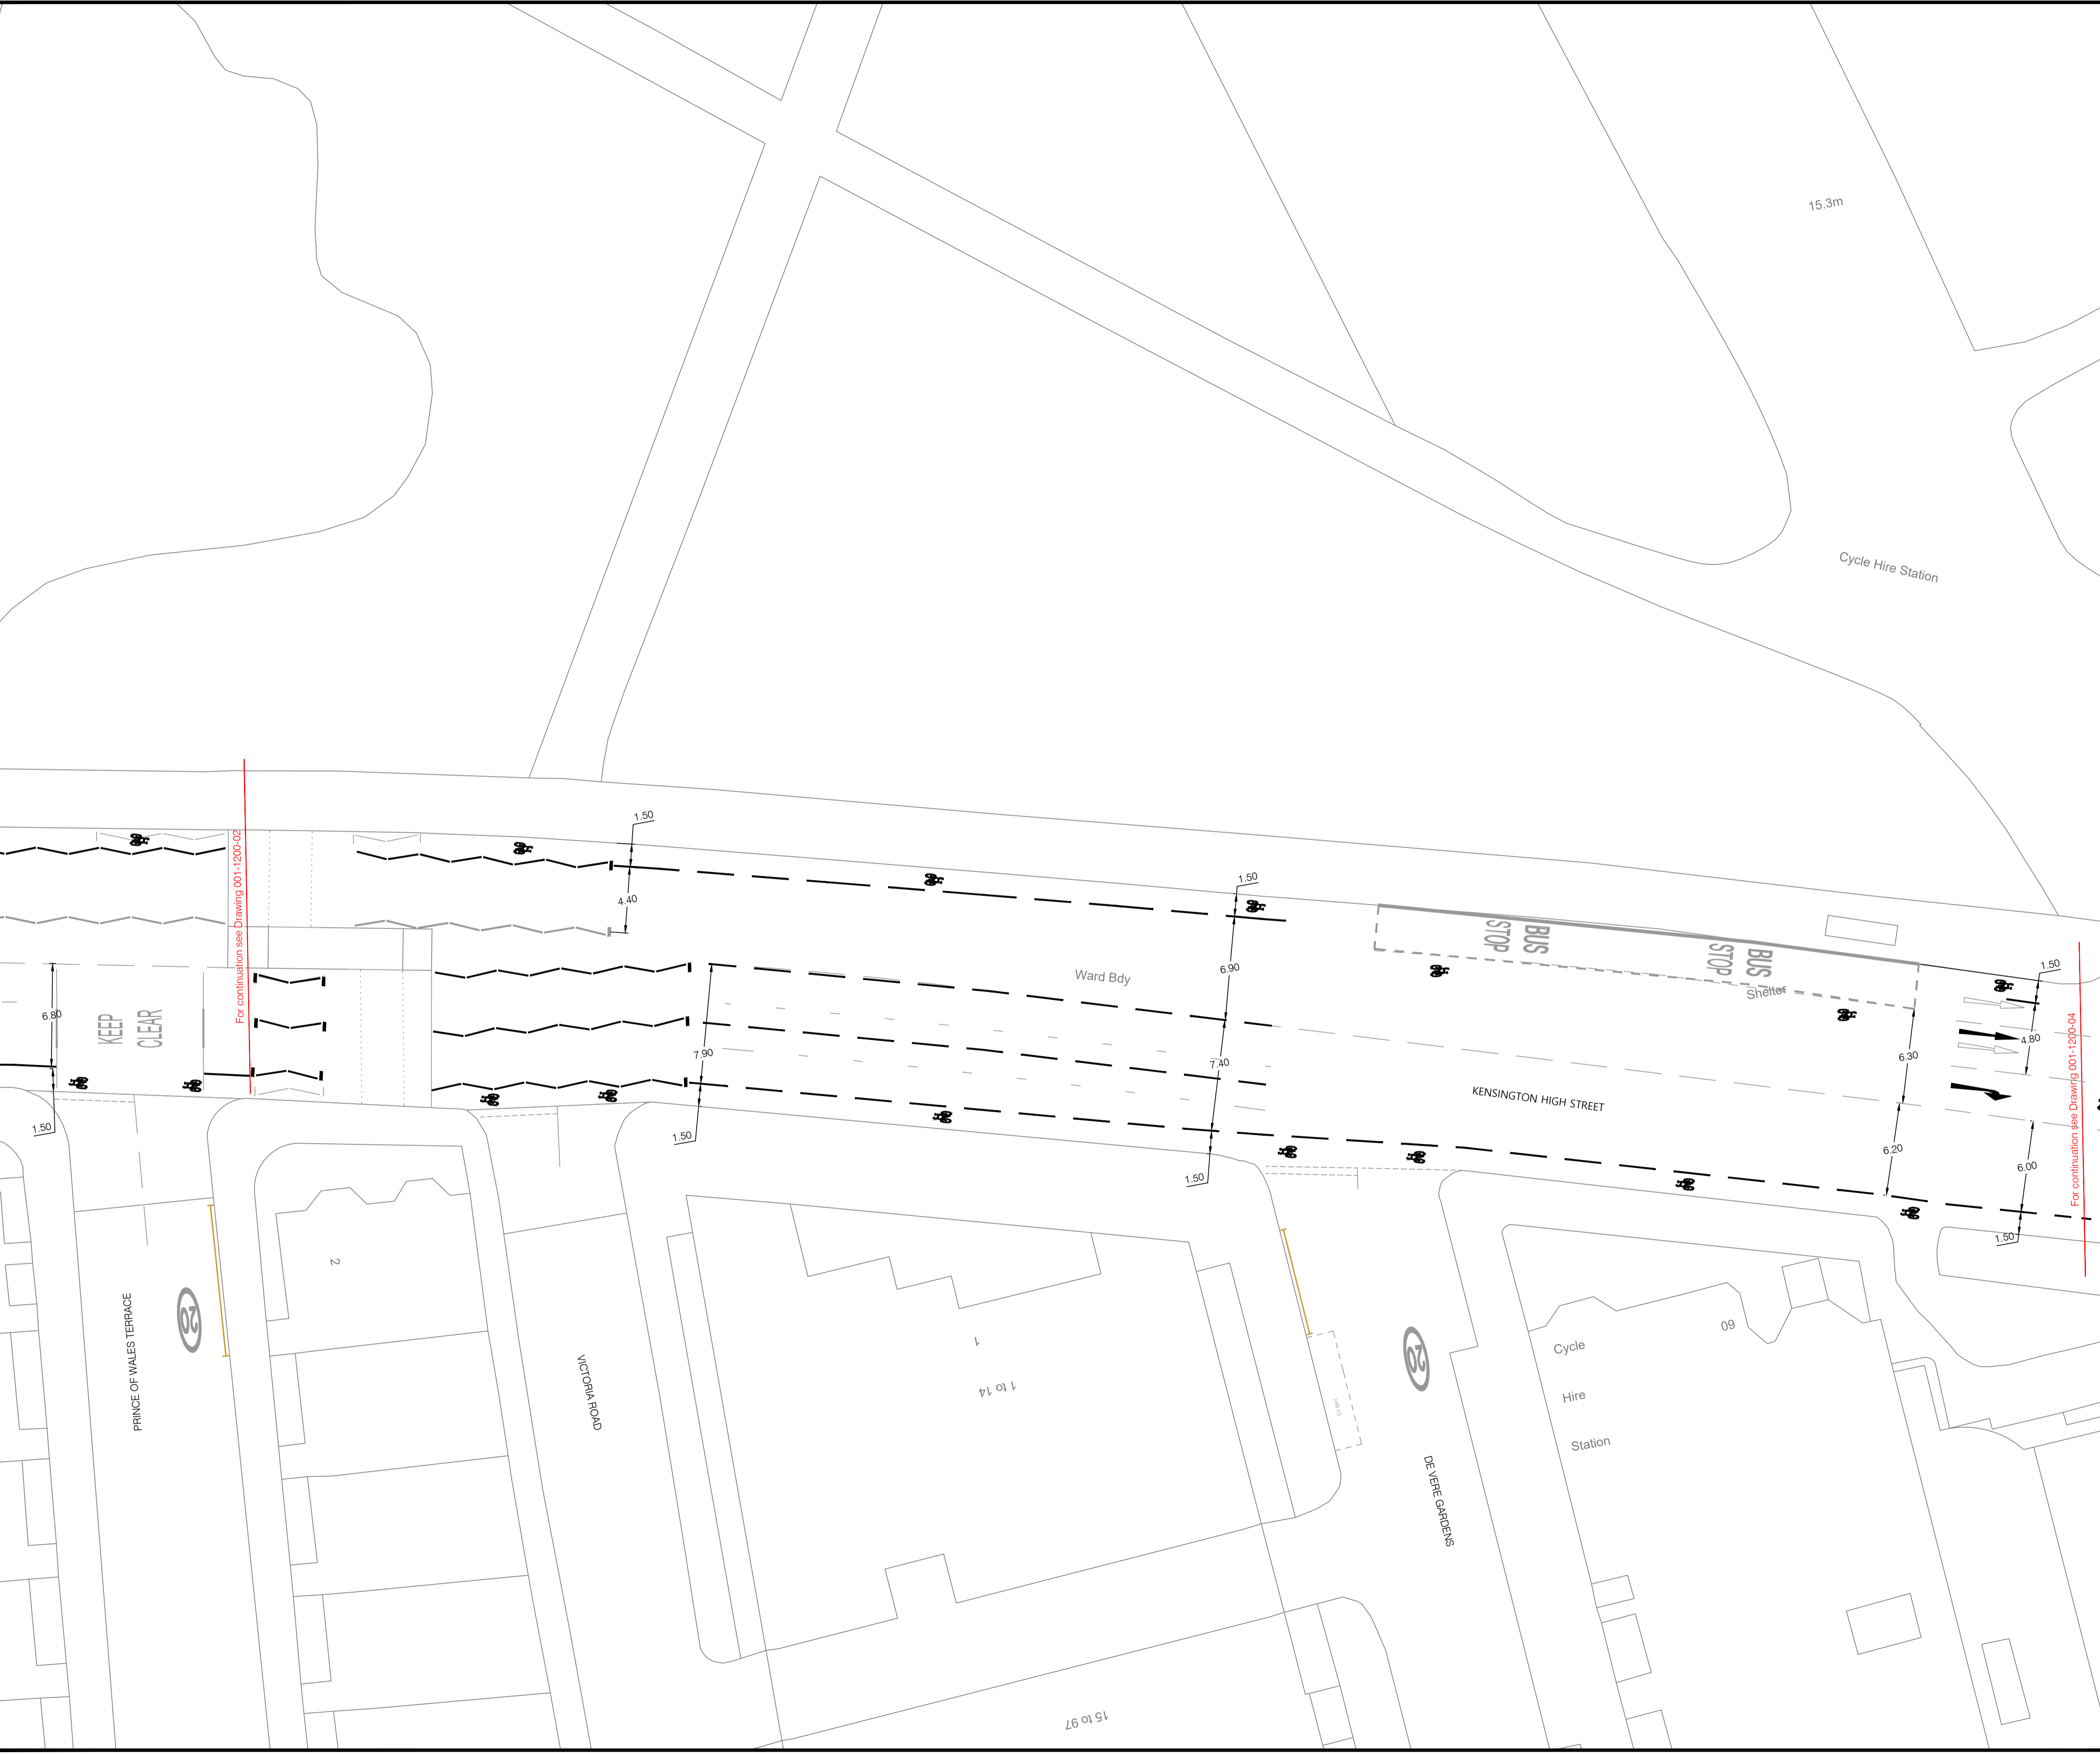 15.3m
Cycle Hire Station
For continuation see Drawing 001-1200-02
1.50
4.40
1.50
6.90
Ward Bdy
BUS
STOP
BUS
STOP
Shelter
1.50
4.80
For continuation see Drawing 001-1200-04
6.80
KEEP
CLEAR
7.90
7.40
6.30
KENSINGTON HIGH STREET
6.20
6.00
1.50
1.50
1.50
1.50
PRINCE OF WALES TERRACE
20
2
VICTORIA ROAD
1
1 to 14
20
DE VERE GARDENS
Cycle
Hire
Station
60
15 to 97